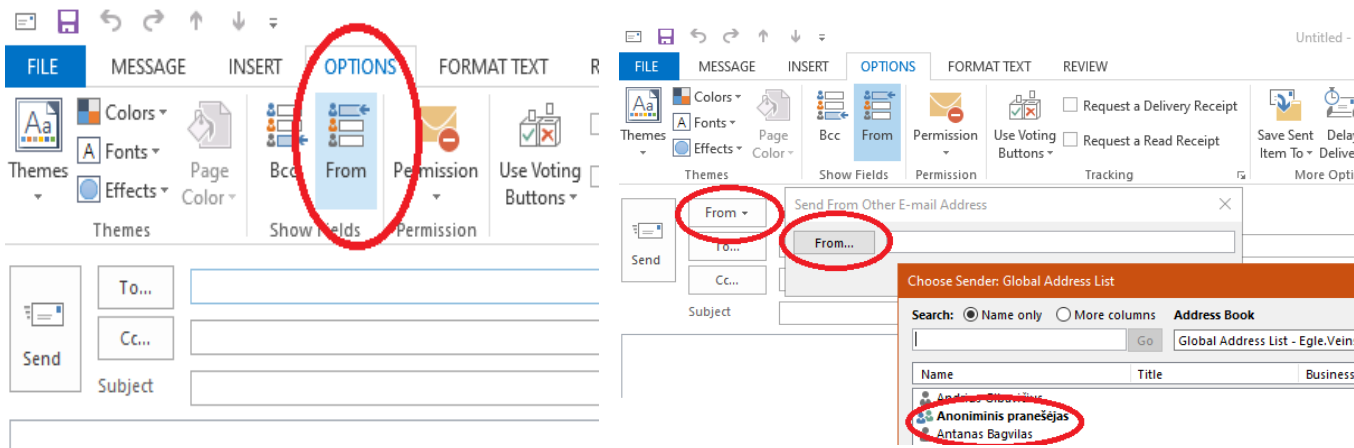 FILE MESSAGE INSERT OPTIONS FORMAT TEXT R
Themes
Colors
Fonts
Effects
Page
Color
Bcc
From
Permission
Use Voting
Buttons
Themes Show Fields Permission
Send
To...
Cc...
Subject
Untitled -
FILE MESSAGE INSERT OPTIONS FORMAT TEXT REVIEW
Themes
Colors
Fonts
Effects
Page
Color
Bcc
From
Permission
Use Voting
Buttons
Request a Delivery Receipt
Request a Read Receipt
Save Sent
Item To
Delay
Delive
Themes Show Fields Permission Tracking More Opti
Send
From
To...
Cc...
Subject
Send From Other E-mail Address
From...
Choose Sender: Global Address List
Search: Name only More columns Address Book
Go Global Address List - Egle.Veins
Name Title Business
Anoniminis pranešėjas
Antanas Bagvilas